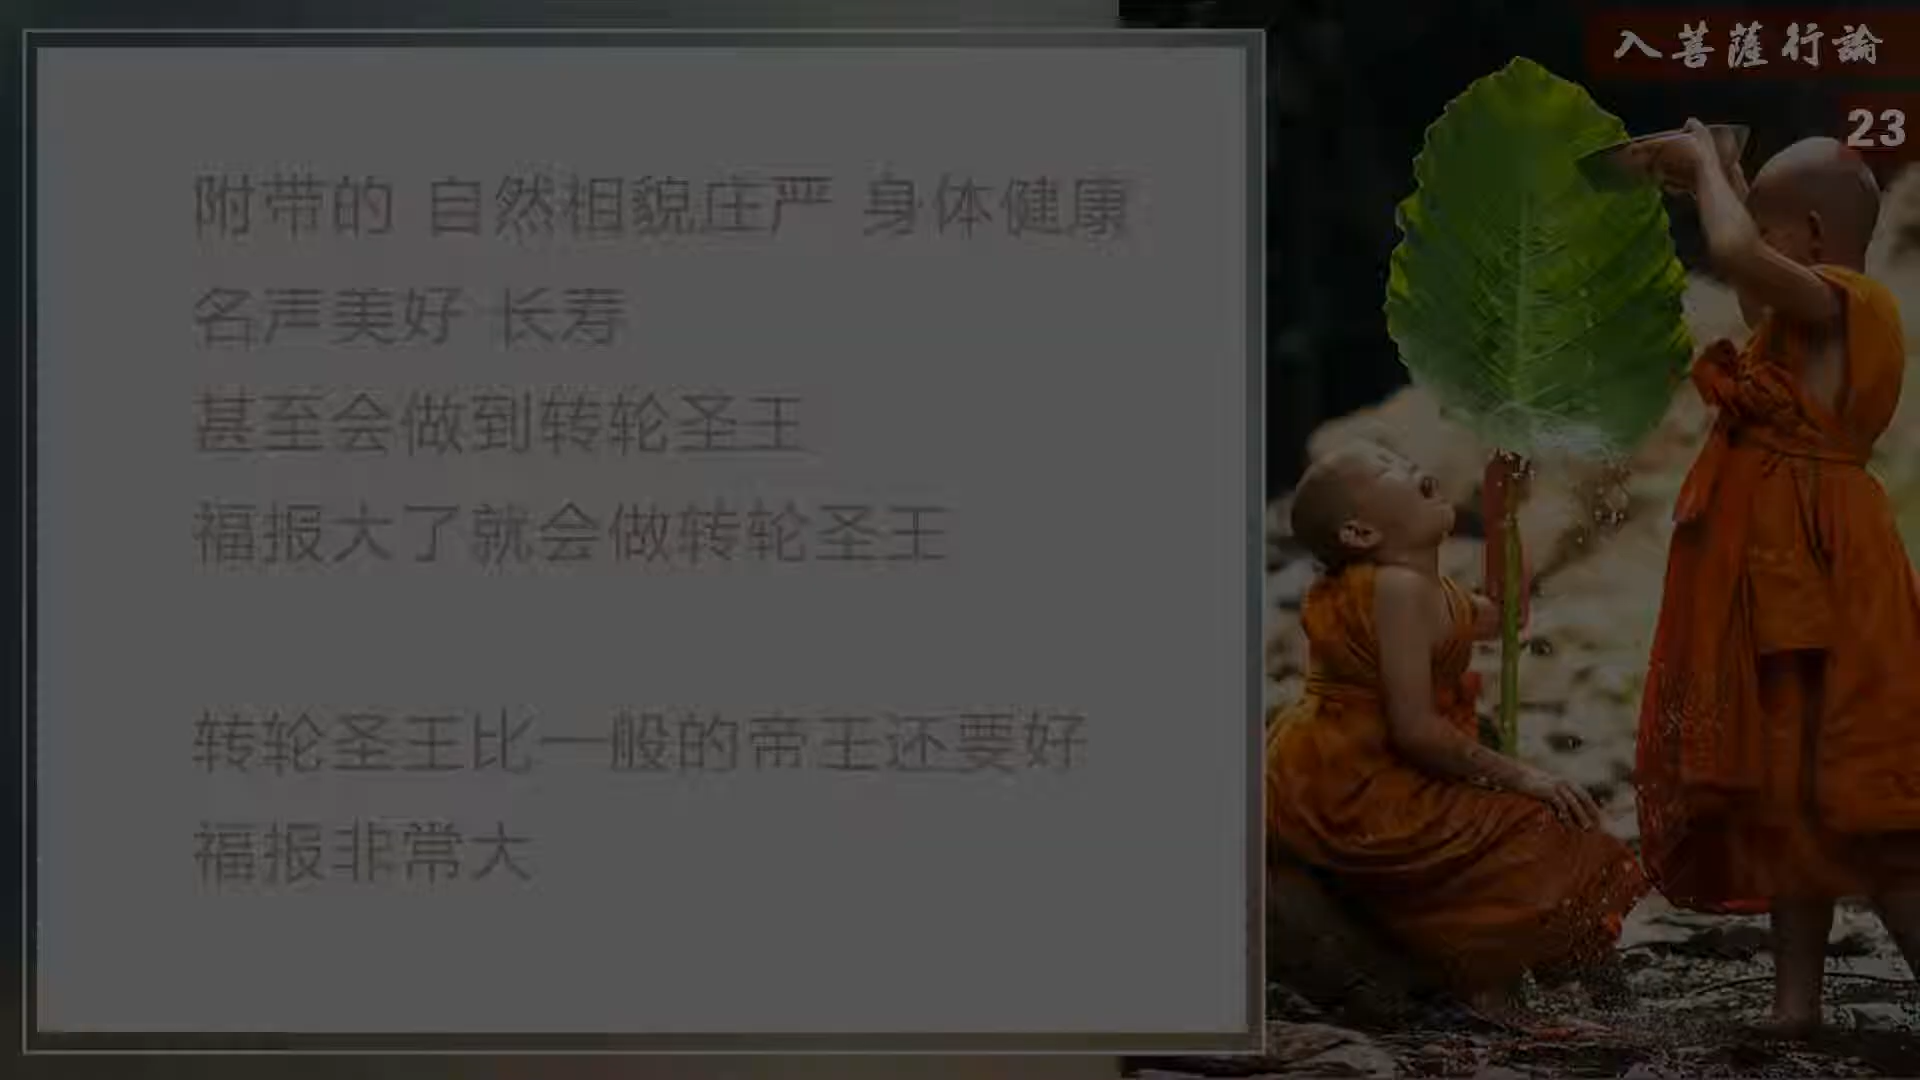 入菩薩行論
23
附带的 自然相貌庄严 身体健康
名声美好 长寿
甚至会做到转轮圣王
福报大了就会做转轮圣王
转轮圣王比一般的帝王还要好
福报非常大